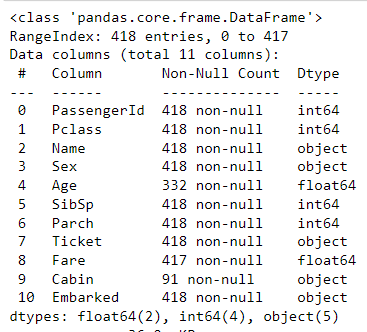 <class 'pandas.core.frame.DataFrame'>
RangeIndex: 418 entries, 0 to 417
Data columns (total 11 columns):
 #   Column       Non-Null Count  Dtype
---  ------       --------------  -----
 0   PassengerId  418 non-null    int64
 1   Pclass       418 non-null    int64
 2   Name         418 non-null    object
 3   Sex          418 non-null    object
 4   Age          332 non-null    float64
 5   SibSp        418 non-null    int64
 6   Parch        418 non-null    int64
 7   Ticket       418 non-null    object
 8   Fare         417 non-null    float64
 9   Cabin        91 non-null     object
 10  Embarked     418 non-null    object
dtypes: float64(2), int64(4), object(5)